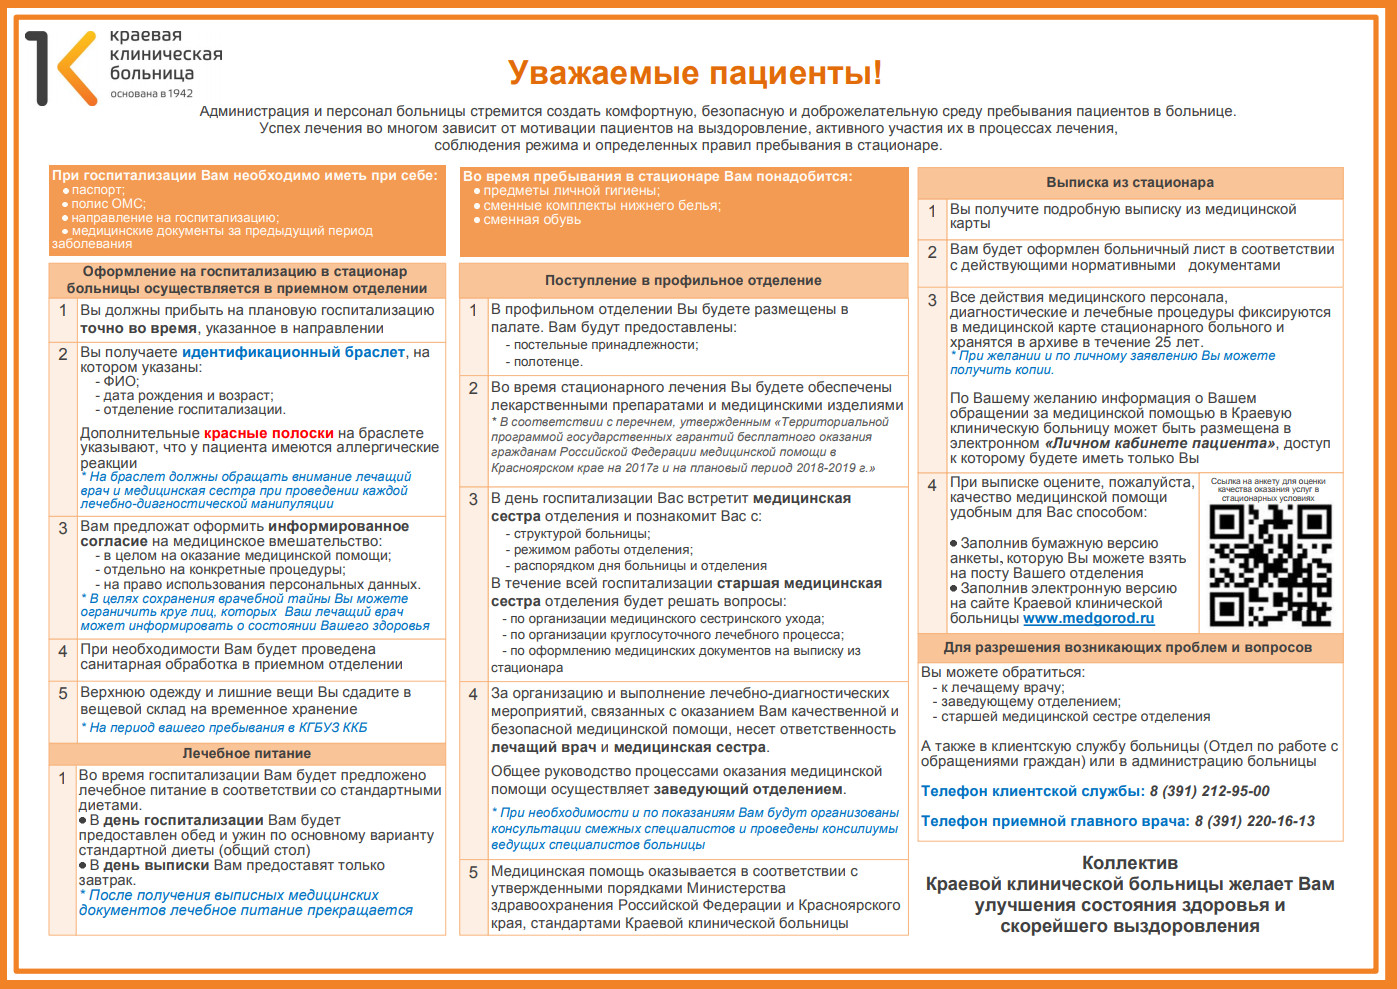 краевая
клиническая
больница
основана в 1942
Уважаемые пациенты!
Администрация и персонал больницы стремится создать комфортную, безопасную и доброжелательную среду пребывания пациентов в больнице.
Успех лечения во многом зависит от мотивации пациентов на выздоровление, активного участия их в процессах лечения,
соблюдения режима и определенных правил пребывания в стационаре.
При госпитализации Вам необходимо иметь при себе:
● паспорт;
● полис ОМС;
● направление на госпитализацию;
● медицинские документы за предыдущий период
заболевания
Оформление на госпитализацию в стационар
больницы осуществляется в приемном отделении
1 Вы должны прибыть на плановую госпитализацию
точно во время, указанное в направлении
2 Вы получаете идентификационный браслет, на
котором указаны:
- ФИО;
- дата рождения и возраст;
- отделение госпитализации.
Дополнительные красные полоски на браслете
указывают, что у пациента имеются аллергические
реакции
* На браслет должны обращать внимание лечащий
врач и медицинская сестра при проведении каждой
лечебно-диагностической манипуляции
3 Вам предложат оформить информированное
согласие на медицинское вмешательство:
- в целом на оказание медицинской помощи;
- отдельно на конкретные процедуры;
- на право использования персональных данных.
* В целях сохранения врачебной тайны Вы можете
ограничить круг лиц, которых Ваш лечащий врач
может информировать о состоянии Вашего здоровья
4 При необходимости Вам будет проведена
санитарная обработка в приемном отделении
5 Верхнюю одежду и лишние вещи Вы сдадите в
вещевой склад на временное хранение
* На период вашего пребывания в КГБУЗ ККБ
Лечебное питание
1 Во время госпитализации Вам будет предложено
лечебное питание в соответствии со стандартными
диетами.
● В день госпитализации Вам будет
предоставлен обед и ужин по основному варианту
стандартной диеты (общий стол)
● В день выписки Вам предоставят только
завтрак.
* После получения выписных медицинских
документов лечебное питание прекращается
Во время пребывания в стационаре Вам понадобится:
● предметы личной гигиены;
● сменные комплекты нижнего белья;
● сменная обувь
Поступление в профильное отделение
1 В профильном отделении Вы будете размещены в
палате. Вам будут предоставлены:
- постельные принадлежности;
- полотенце.
2 Во время стационарного лечения Вы будете обеспечены
лекарственными препаратами и медицинскими изделиями
* В соответствии с перечнем, утвержденным «Территориальной
программой государственных гарантий бесплатного оказания
гражданам Российской Федерации медицинской помощи в
Красноярском крае на 2017г и на плановый период 2018-2019 г.»
3 В день госпитализации Вас встретит медицинская
сестра отделения и познакомит Вас с:
- структурой больницы;
- режимом работы отделения;
- распорядком дня больницы и отделения
В течение всей госпитализации старшая медицинская
сестра отделения будет решать вопросы:
- по организации медицинского сестринского ухода;
- по организации круглосуточного лечебного процесса;
- по оформлению медицинских документов на выписку из
стационара
4 За организацию и выполнение лечебно-диагностических
мероприятий, связанных с оказанием Вам качественной и
безопасной медицинской помощи, несет ответственность
лечащий врач и медицинская сестра.
Общее руководство процессами оказания медицинской
помощи осуществляет заведующий отделением.
* При необходимости и по показаниям Вам будут организованы
консультации смежных специалистов и проведены консилиумы
ведущих специалистов больницы
5 Медицинская помощь оказывается в соответствии с
утвержденными порядками Министерства
здравоохранения Российской Федерации и Красноярского
края, стандартами Краевой клинической больницы
Выписка из стационара
1 Вы получите подробную выписку из медицинской
карты
2 Вам будет оформлен больничный лист в соответствии
с действующими нормативными документами
3 Все действия медицинского персонала,
диагностические и лечебные процедуры фиксируются
в медицинской карте стационарного больного и
хранятся в архиве в течение 25 лет.
* При желании и по личному заявлению Вы можете
получить копии.
По Вашему желанию информация о Вашем
обращении за медицинской помощью в Краевую
клиническую больницу может быть размещена в
электронном «Личном кабинете пациента», доступ
к которому будете иметь только Вы
4 При выписке оцените, пожалуйста,
качество медицинской помощи
удобным для Вас способом:
● Заполнив бумажную версию
анкеты, которую Вы можете взять
на посту Вашего отделения
● Заполнив электронную версию
на сайте Краевой клинической
больницы www.medgorod.ru
Ссылка на анкету для оценки
качества оказания услуг в
стационарных условиях
Для разрешения возникающих проблем и вопросов
Вы можете обратиться:
- к лечащему врачу;
- заведующему отделением;
- старшей медицинской сестре отделения
А также в клиентскую службу больницы (Отдел по работе с
обращениями граждан) или в администрацию больницы
Телефон клиентской службы: 8 (391) 212-95-00
Телефон приемной главного врача: 8 (391) 220-16-13
Коллектив
Краевой клинической больницы желает Вам
улучшения состояния здоровья и
скорейшего выздоровления